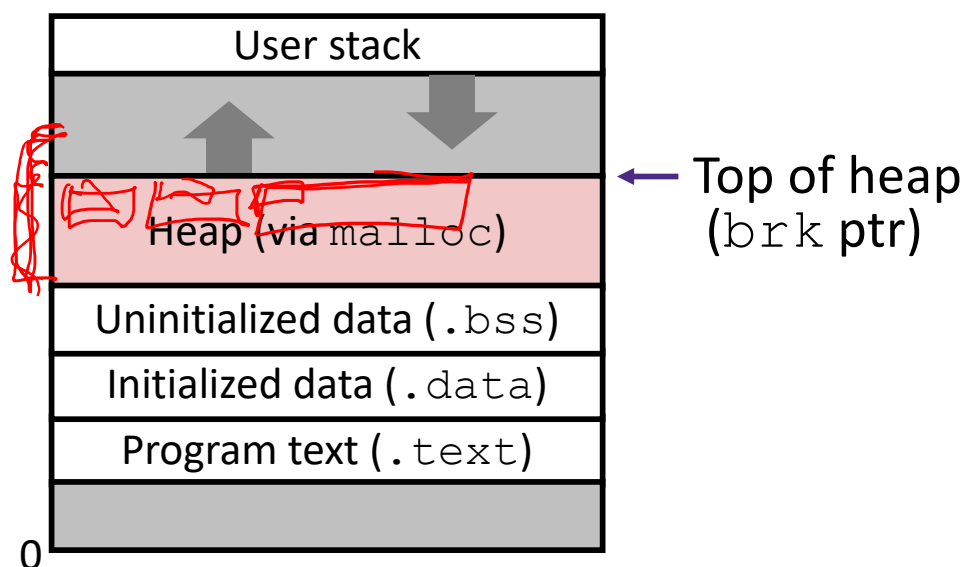 User stack
Top of heap
(brk ptr)
Heap (via malloc)
Uninitialized data (.bss)
Initialized data (.data)
Program text (.text)
0